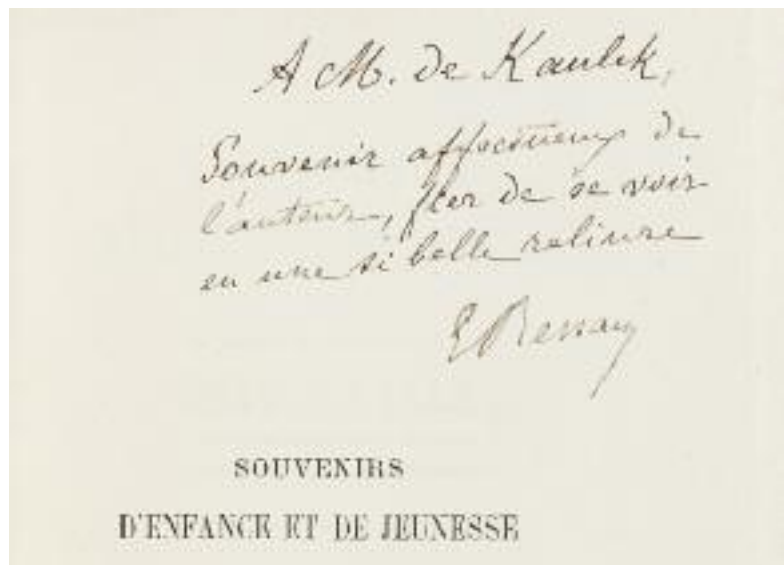 A M. de Kaulek,
Souvenir affectueux de
l'auteur, fier de se voir
en une si belle reliure
E Renan
SOUVENIRS
D'ENFANCE ET DE JEUNESSE